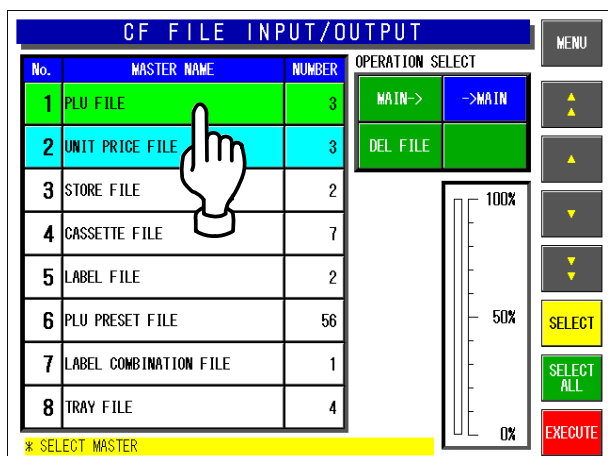 CF FILE INPUT/OUTPUT
MENU
No. MASTER NAME NUMBER
1 PLU FILE 3
2 UNIT PRICE FILE 3
3 STORE FILE 2
4 CASSETTE FILE 7
5 LABEL FILE 2
6 PLU PRESET FILE 56
7 LABEL COMBINATION FILE 1
8 TRAY FILE 4
* SELECT MASTER
OPERATION SELECT
MAIN-> ->MAIN
DEL FILE
100%
50%
0%
SELECT
SELECT
ALL
EXECUTE